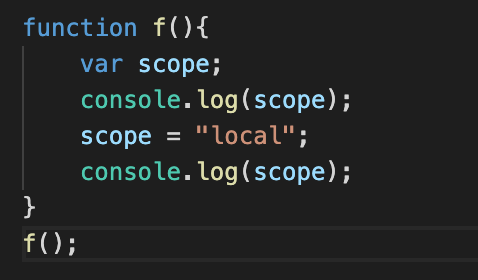 function f(){
    var scope;
    console.log(scope);
    scope = "local";
    console.log(scope);
}
f();